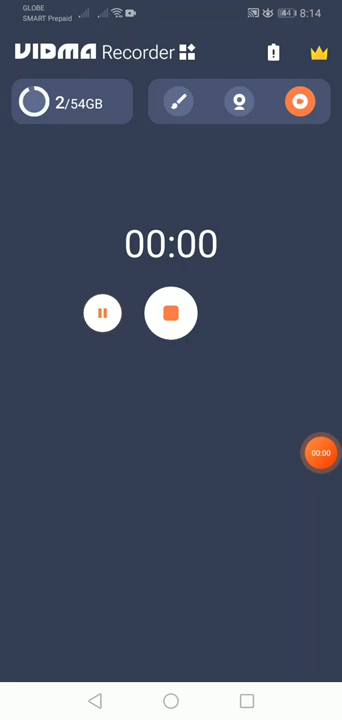 GLOBE
SMART Prepaid
44
8:14
VIDMA Recorder
2/54GB
00:00
00:00